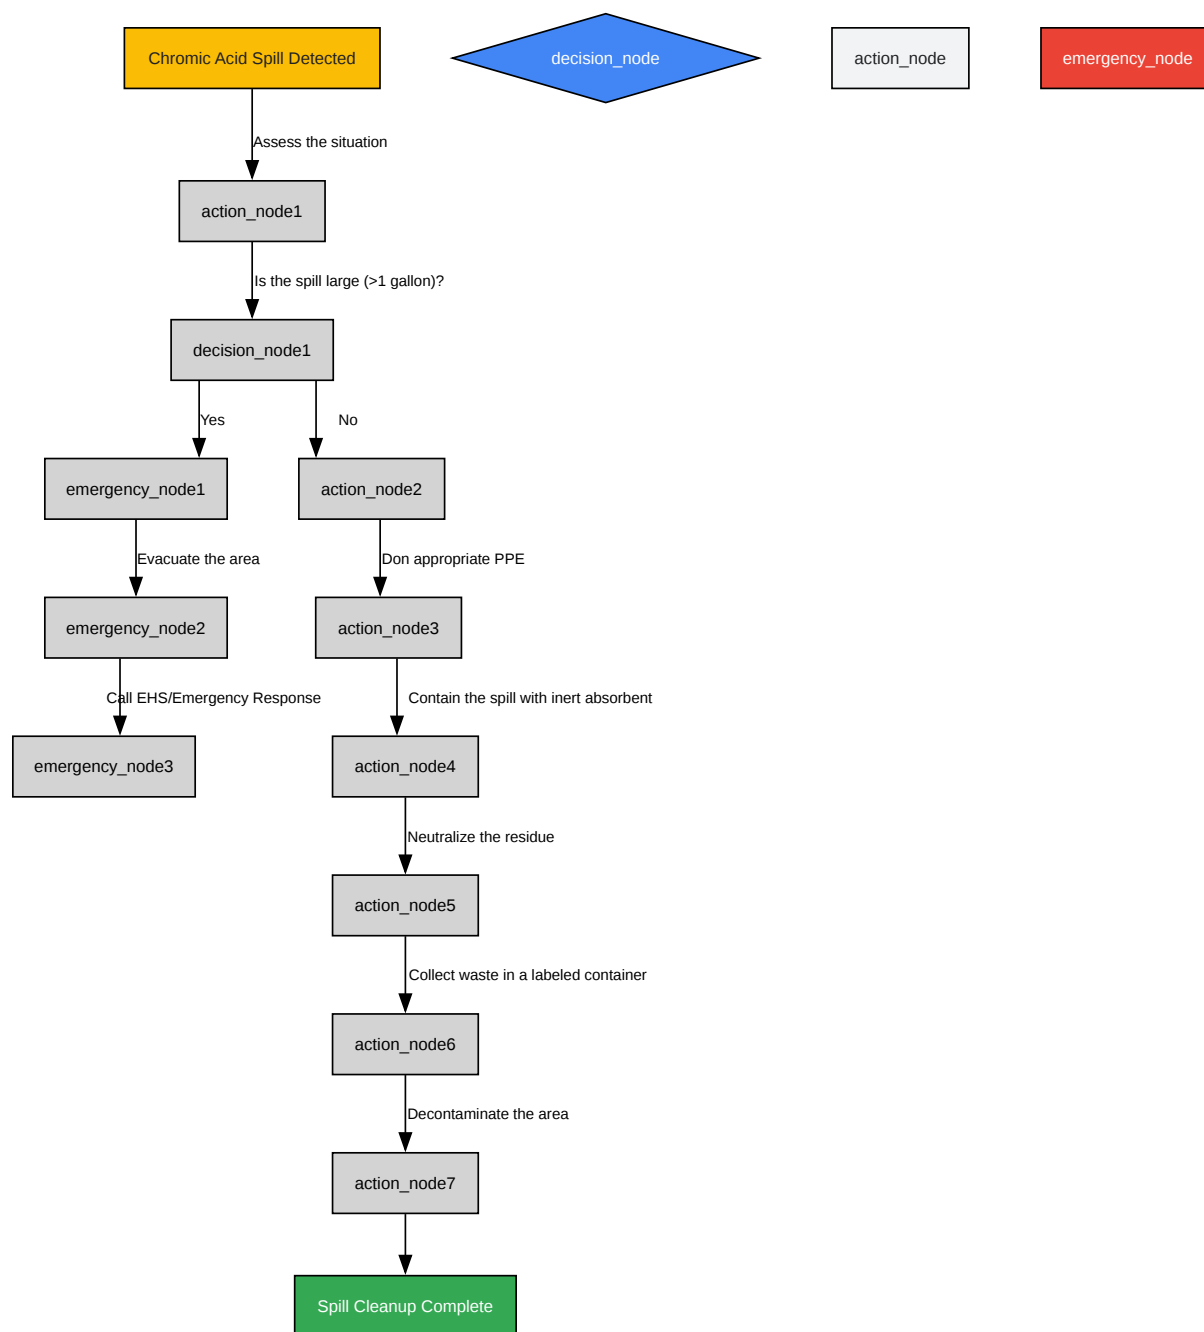 Chromic Acid Spill Detected
decision_node
action_node
emergency_node
Assess the situation
action_node1
Is the spill large (>1 gallon)?
decision_node1
Yes
No
emergency_node1
action_node2
Evacuate the area
Don appropriate PPE
emergency_node2
action_node3
Call EHS/Emergency Response
Contain the spill with inert absorbent
emergency_node3
action_node4
Neutralize the residue
action_node5
Collect waste in a labeled container
action_node6
Decontaminate the area
action_node7
Spill Cleanup Complete